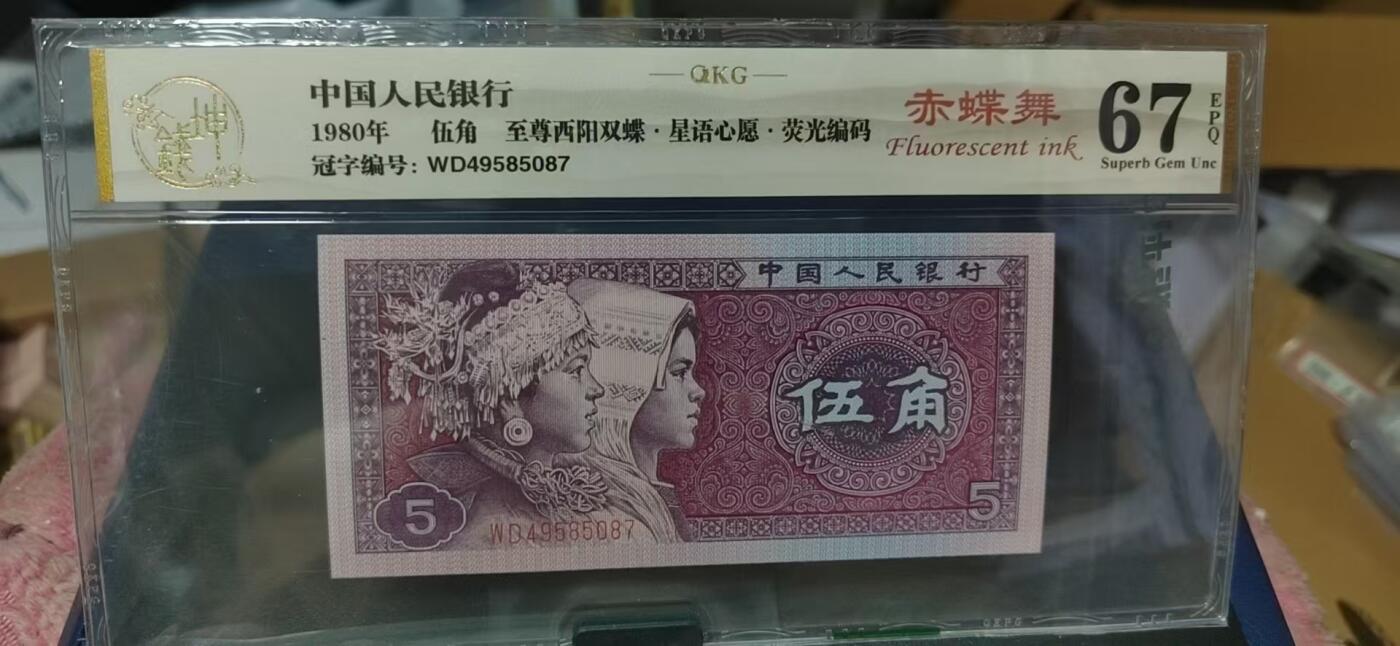 QKG
中国人民银行
1980年 伍角 至尊西阳双蝶·星语心愿·荧光编码
冠字编号: WD49585087
赤蝶舞
Fluorescent ink
67
EPQ
Superb Gem Unc
中国人民银行
伍角
5
WD49585087
5